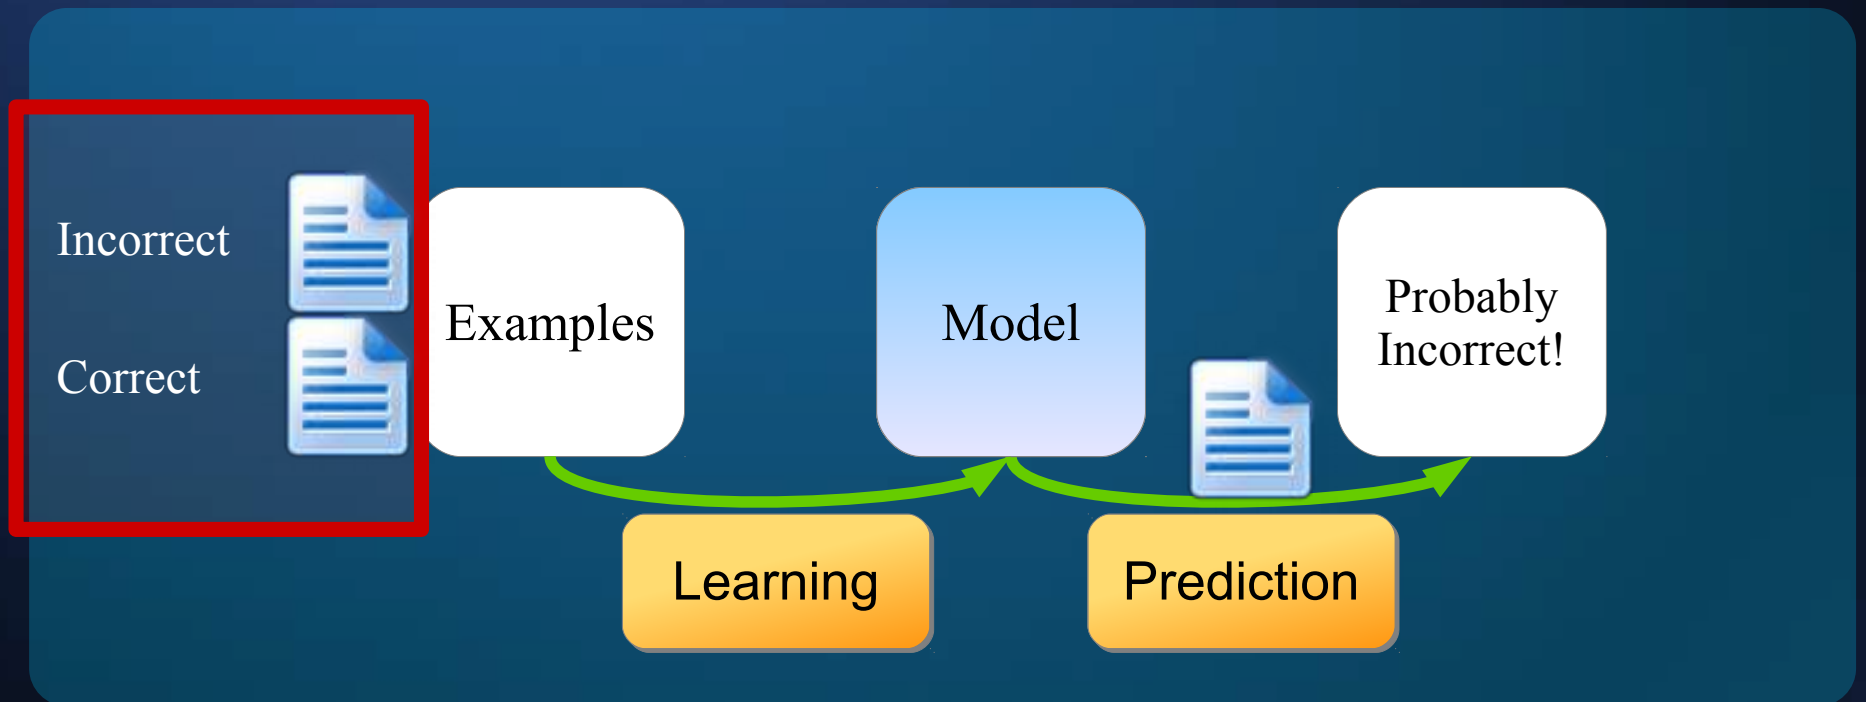 Incorrect
Correct
Examples
Model
Probably
Incorrect!
Learning
Prediction